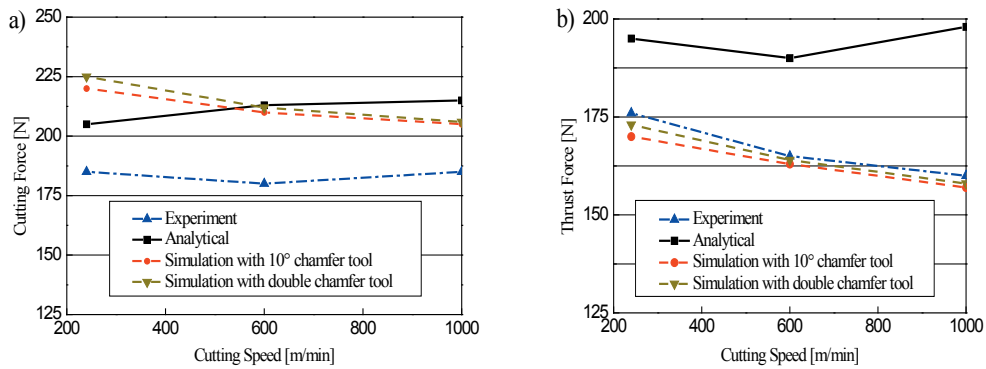 a)
250
225
200
175
150
125
200
400
600
800
1000
Cutting Force [N]
Cutting Speed [m/min]
Experiment
Analytical
Simulation with 10° chamfer tool
Simulation with double chamfer tool
b)
200
175
150
125
200
400
600
800
1000
Thrust Force [N]
Cutting Speed [m/min]
Experiment
Analytical
Simulation with 10° chamfer tool
Simulation with double chamfer tool